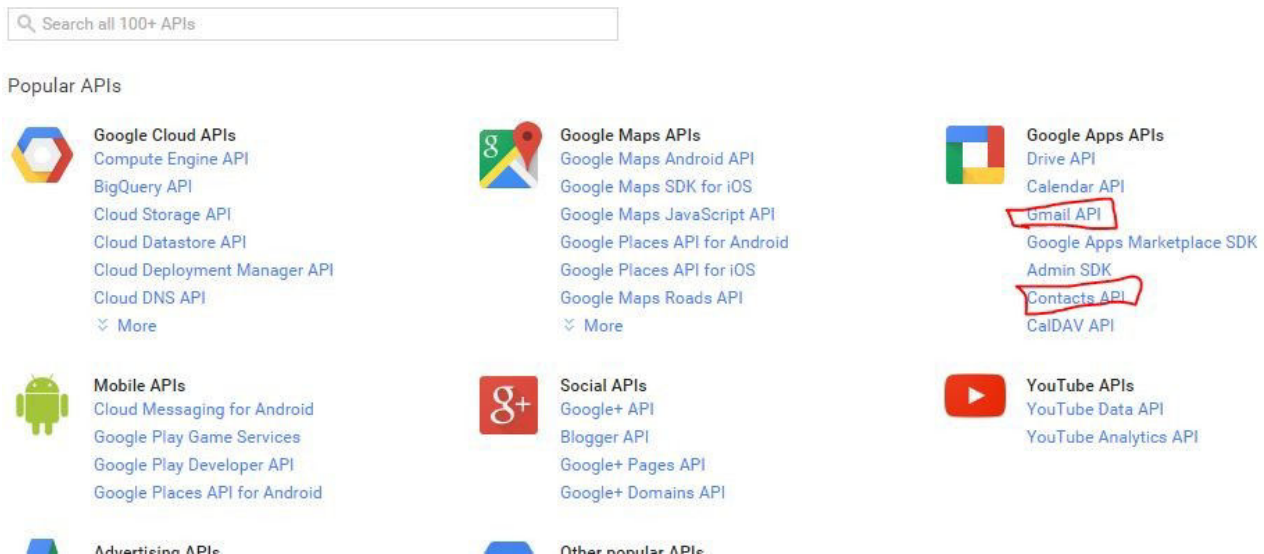 Search all 100+ APIs
Popular APIs
Google Cloud APIs
Compute Engine API
BigQuery API
Cloud Storage API
Cloud Datastore API
Cloud Deployment Manager API
Cloud DNS API
More
Google Maps APIs
Google Maps Android API
Google Maps SDK for iOS
Google Maps JavaScript API
Google Places API for Android
Google Places API for iOS
Google Maps Roads API
More
Google Apps APIs
Drive API
Calendar API
Gmail API
Google Apps Marketplace SDK
Admin SDK
Contacts API
CalDAV API
Mobile APIs
Cloud Messaging for Android
Google Play Game Services
Google Play Developer API
Google Places API for Android
Social APIs
Google+ API
Blogger API
Google+ Pages API
Google+ Domains API
YouTube APIs
YouTube Data API
YouTube Analytics API
Advertising APIs
Other popular APIs